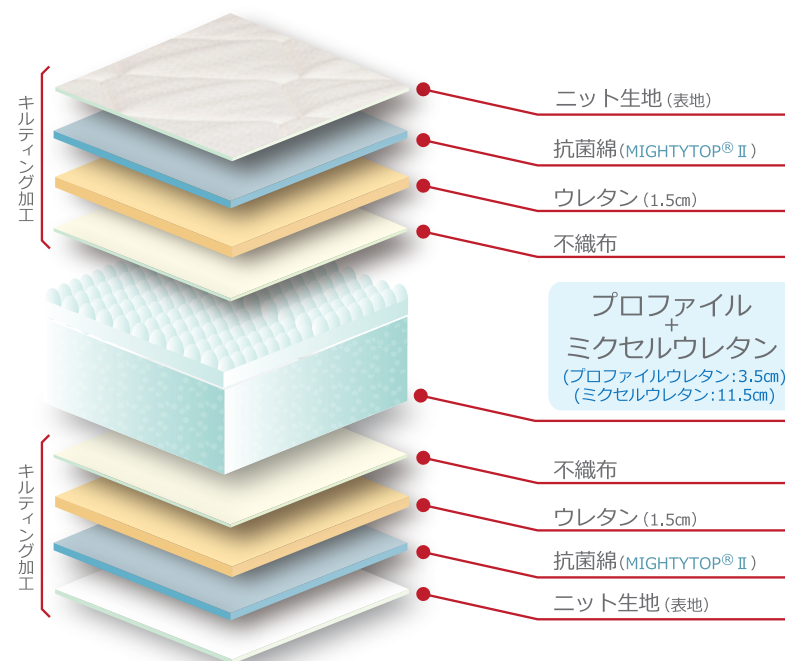 キルティング加工
ニット生地(表地)
抗菌綿(MIGHTYTOP®Ⅱ)
ウレタン(1.5㎝)
不織布
プロファイル
+
ミクセルウレタン
(プロファイルウレタン:3.5㎝)
(ミクセルウレタン:11.5㎝)
キルティング加工
不織布
ウレタン(1.5㎝)
抗菌綿(MIGHTYTOP®Ⅱ)
ニット生地(表地)